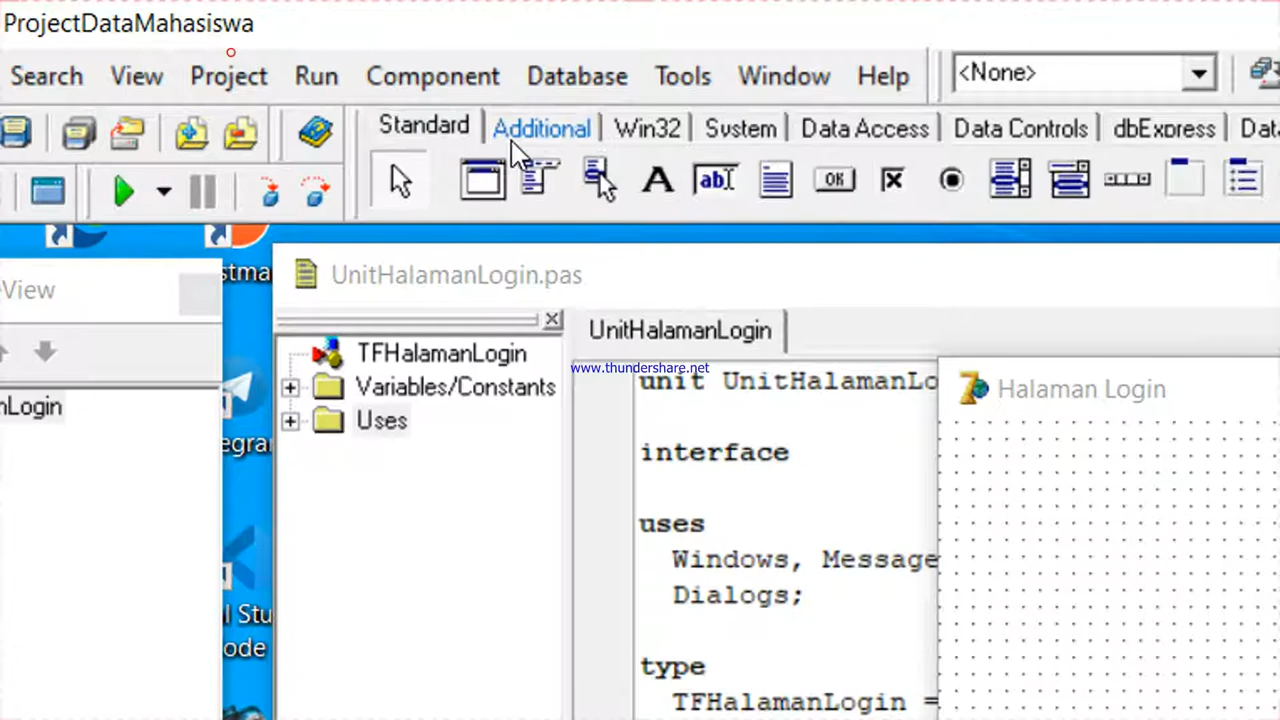 ProjectDataMahasiswa
Search View Project Run Component Database Tools Window Help <None>
Standard Additional Win32 System Data Access Data Controls dbExpress
A ab OK
UnitHalamanLogin.pas
View
UnitHalamanLogin
TFHalamanLogin
www.thundershare.net
Variables/Constants
unit UnitHalamanLo
Halaman Login
nLogin
Uses
interface
uses
Windows, Message
Dialogs;
type
TFHalamanLogin =